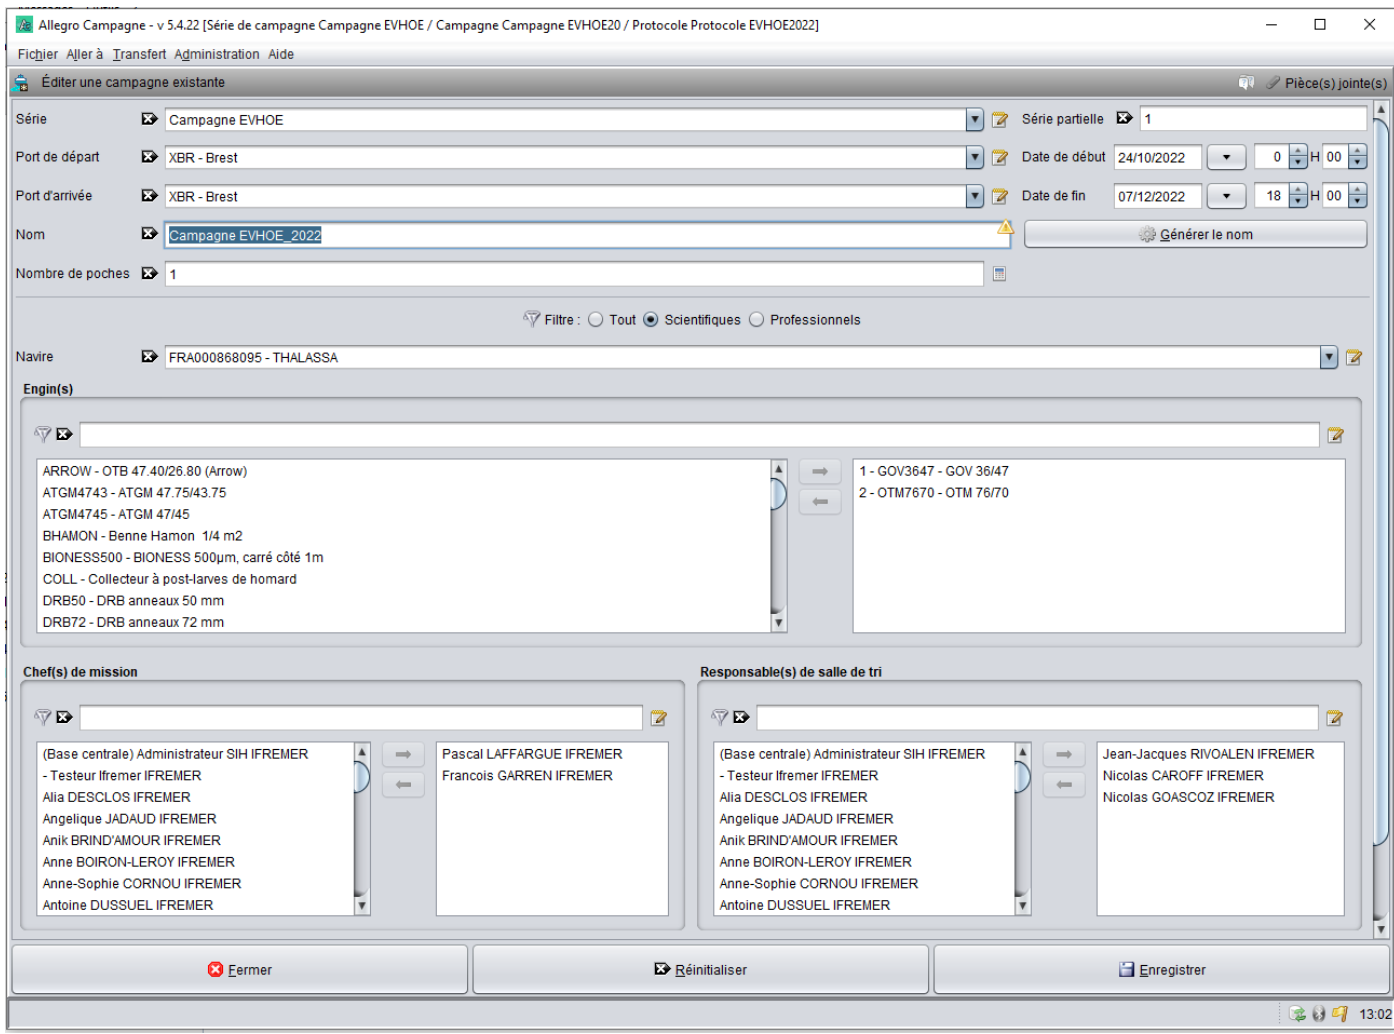 Allegro Campagne - v 5.4.22 [Série de campagne Campagne EVHOE / Campagne Campagne EVHOE20 / Protocole Protocole EVHOE2022]
Fichier Aller à Transfert Administration Aide
Éditer une campagne existante
Pièce(s) jointe(s)
Série Campagne EVHOE Série partielle 1
Port de départ XBR - Brest Date de début 24/10/2022 0 H 00
Port d'arrivée XBR - Brest Date de fin 07/12/2022 18 H 00
Nom Campagne EVHOE_2022 Générer le nom
Nombre de poches 1
Filtre : Tout Scientifiques Professionnels
Navire FRA000868095 - THALASSA
Engin(s)
ARROW - OTB 47.40/26.80 (Arrow)
ATGM4743 - ATGM 47.75/43.75
ATGM4745 - ATGM 47/45
BHAMON - Benne Hamon 1/4 m2
BIONESS500 - BIONESS 500µm, carré côté 1m
COLL - Collecteur à post-larves de homard
DRB50 - DRB anneaux 50 mm
DRB72 - DRB anneaux 72 mm
1 - GOV3647 - GOV 36/47
2 - OTM7670 - OTM 76/70
Chef(s) de mission
(Base centrale) Administrateur SIH IFREMER
- Testeur Ifremer IFREMER
Alia DESCLOS IFREMER
Angelique JADAUD IFREMER
Anik BRIND'AMOUR IFREMER
Anne BOIRON-LEROY IFREMER
Anne-Sophie CORNOU IFREMER
Antoine DUSSUEL IFREMER
Pascal LAFFARGUE IFREMER
Francois GARREN IFREMER
Responsable(s) de salle de tri
(Base centrale) Administrateur SIH IFREMER
- Testeur Ifremer IFREMER
Alia DESCLOS IFREMER
Angelique JADAUD IFREMER
Anik BRIND'AMOUR IFREMER
Anne BOIRON-LEROY IFREMER
Anne-Sophie CORNOU IFREMER
Antoine DUSSUEL IFREMER
Jean-Jacques RIVOALEN IFREMER
Nicolas CAROFF IFREMER
Nicolas GOASCOZ IFREMER
Fermer
Réinitialiser
Enregistrer
13:02